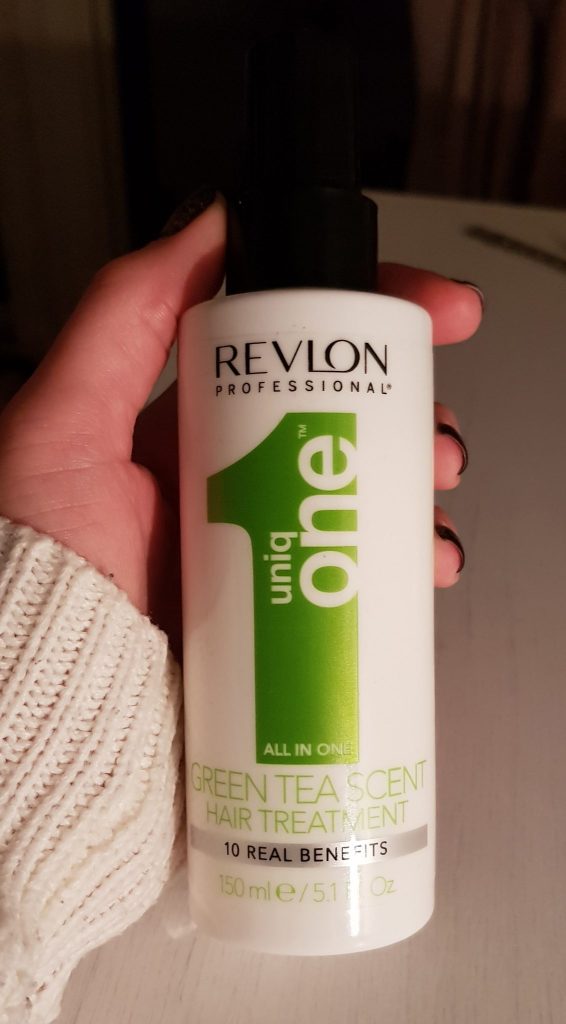 REVLON
PROFESSIONAL®
uniq
one™
ALL IN ONE
GREEN TEA SCENT
HAIR TREATMENT
10 REAL BENEFITS
150 ml e / 5.1 Fl. Oz.